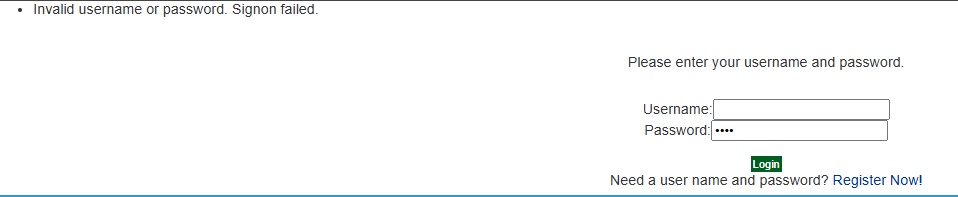 Invalid username or password. Signon failed.
Please enter your username and password.
Username:
Password:••••
Login
Need a user name and password? Register Now!